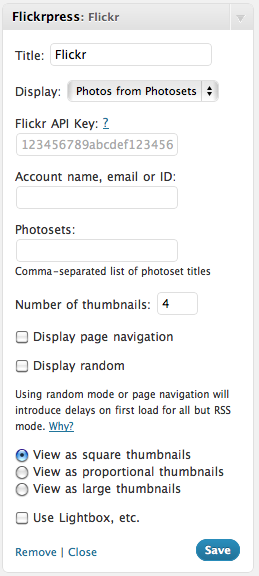 Flickrpress: Flickr
Title: Flickr
Display: Photos from Photosets
Flickr API Key: ?
123456789abcdef123456
Account name, email or ID:
Photosets:
Comma-separated list of photoset titles
Number of thumbnails: 4
Display page navigation
Display random
Using random mode or page navigation will
introduce delays on first load for all but RSS
mode. Why?
View as square thumbnails
View as proportional thumbnails
View as large thumbnails
Use Lightbox, etc.
Remove | Close Save